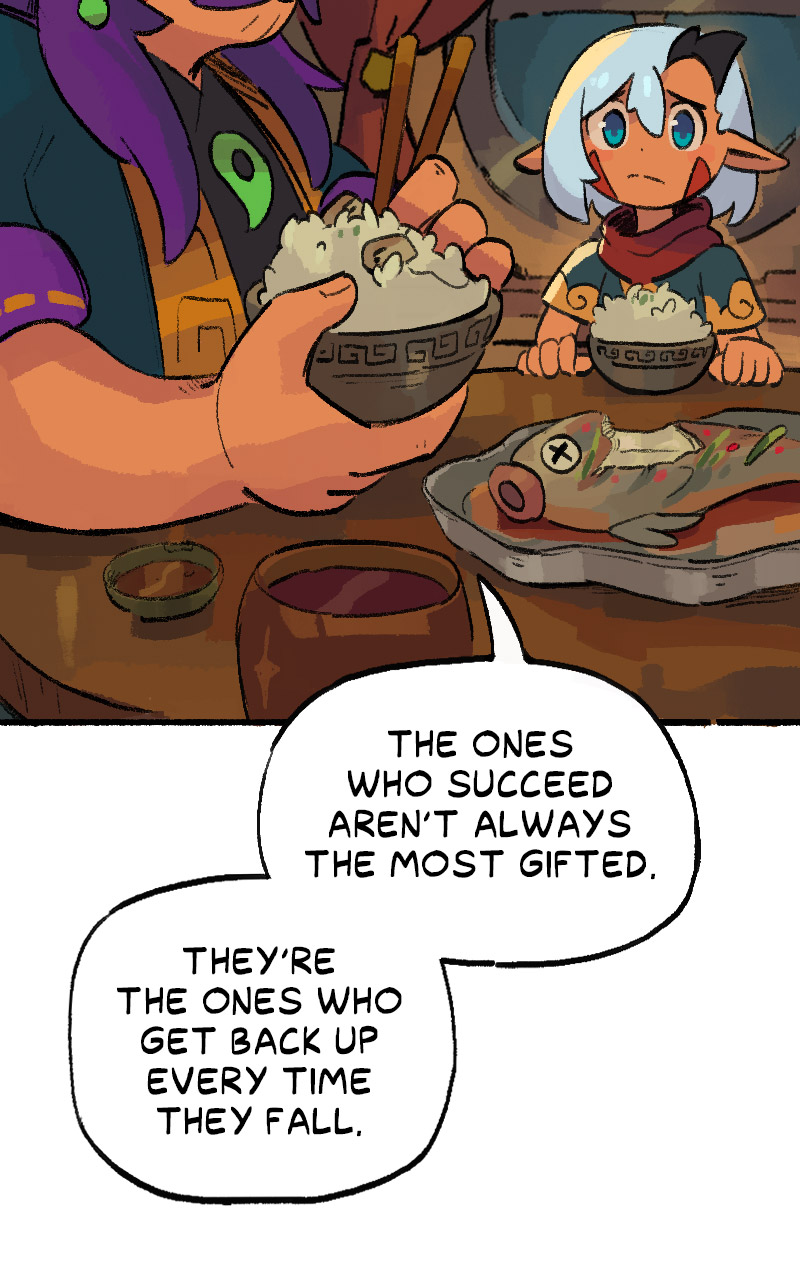 THE ONES
WHO SUCCEED
AREN'T ALWAYS
THE MOST GIFTED.
THEY'RE
THE ONES WHO
GET BACK UP
EVERY TIME
THEY FALL.